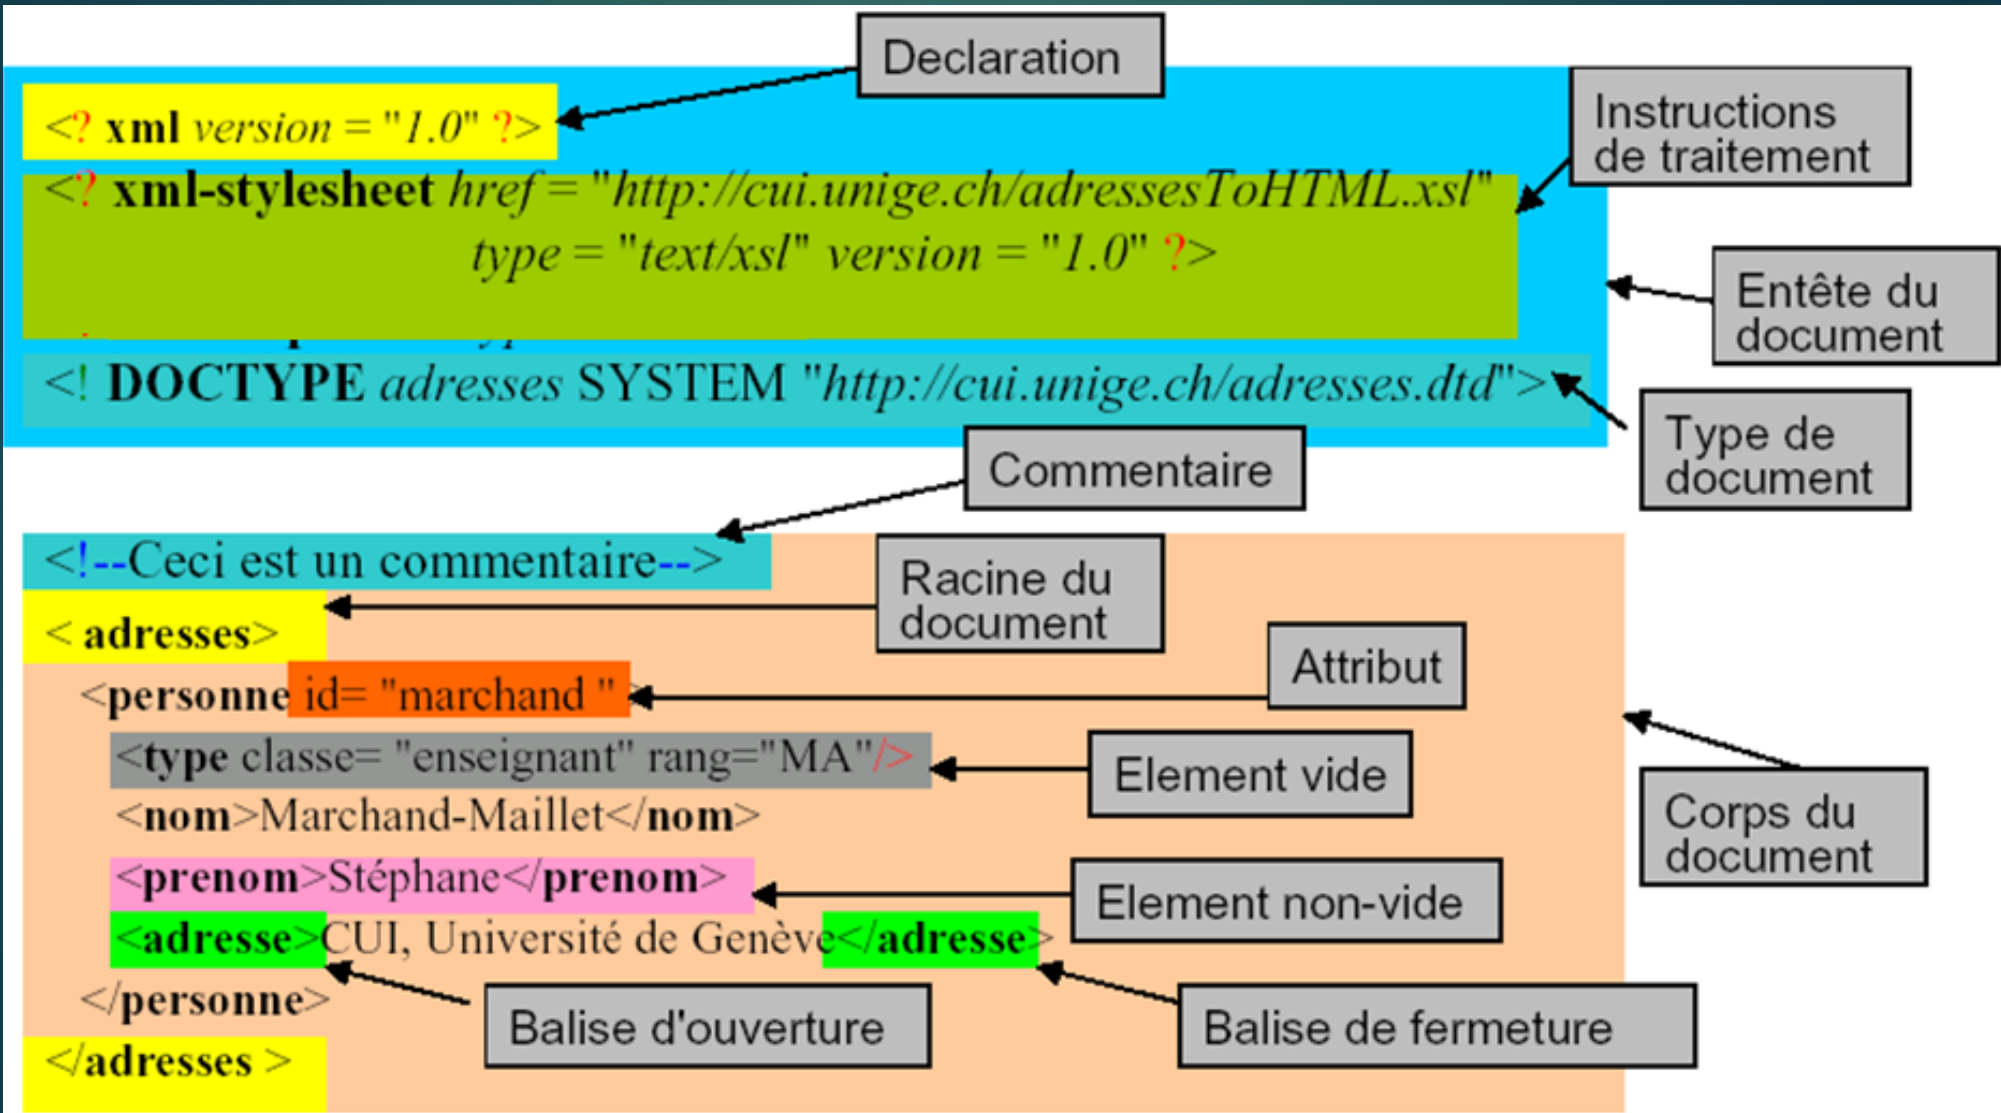 Declaration
<? xml version = "1.0" ?>
Instructions
de traitement
<? xml-stylesheet href = "http://cui.unige.ch/adressesToHTML.xsl"
type = "text/xsl" version = "1.0" ?>
Entête du
document
<! DOCTYPE adresses SYSTEM "http://cui.unige.ch/adresses.dtd">
Type de
document
Commentaire
<!--Ceci est un commentaire-->
Racine du
document
< adresses>
Attribut
<personne id= "marchand ">
<type classe= "enseignant" rang="MA"/>
Element vide
<nom>Marchand-Maillet</nom>
Corps du
document
<prenom>Stéphane</prenom>
Element non-vide
<adresse>CUI, Université de Genève</adresse>
</personne>
Balise d'ouverture
Balise de fermeture
</adresses >